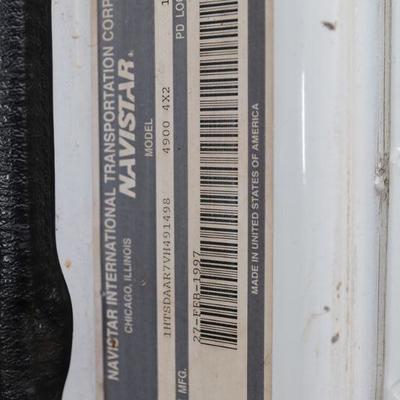 NAVISTAR INTERNATIONAL TRANSPORTATION CORP
CHICAGO, ILLINOIS
NAVISTAR
MODEL
1HTSDAAR7VH491498 4900 4X2
MFG. PD LOC
27-FEB-1997
MADE IN UNITED STATES OF AMERICA